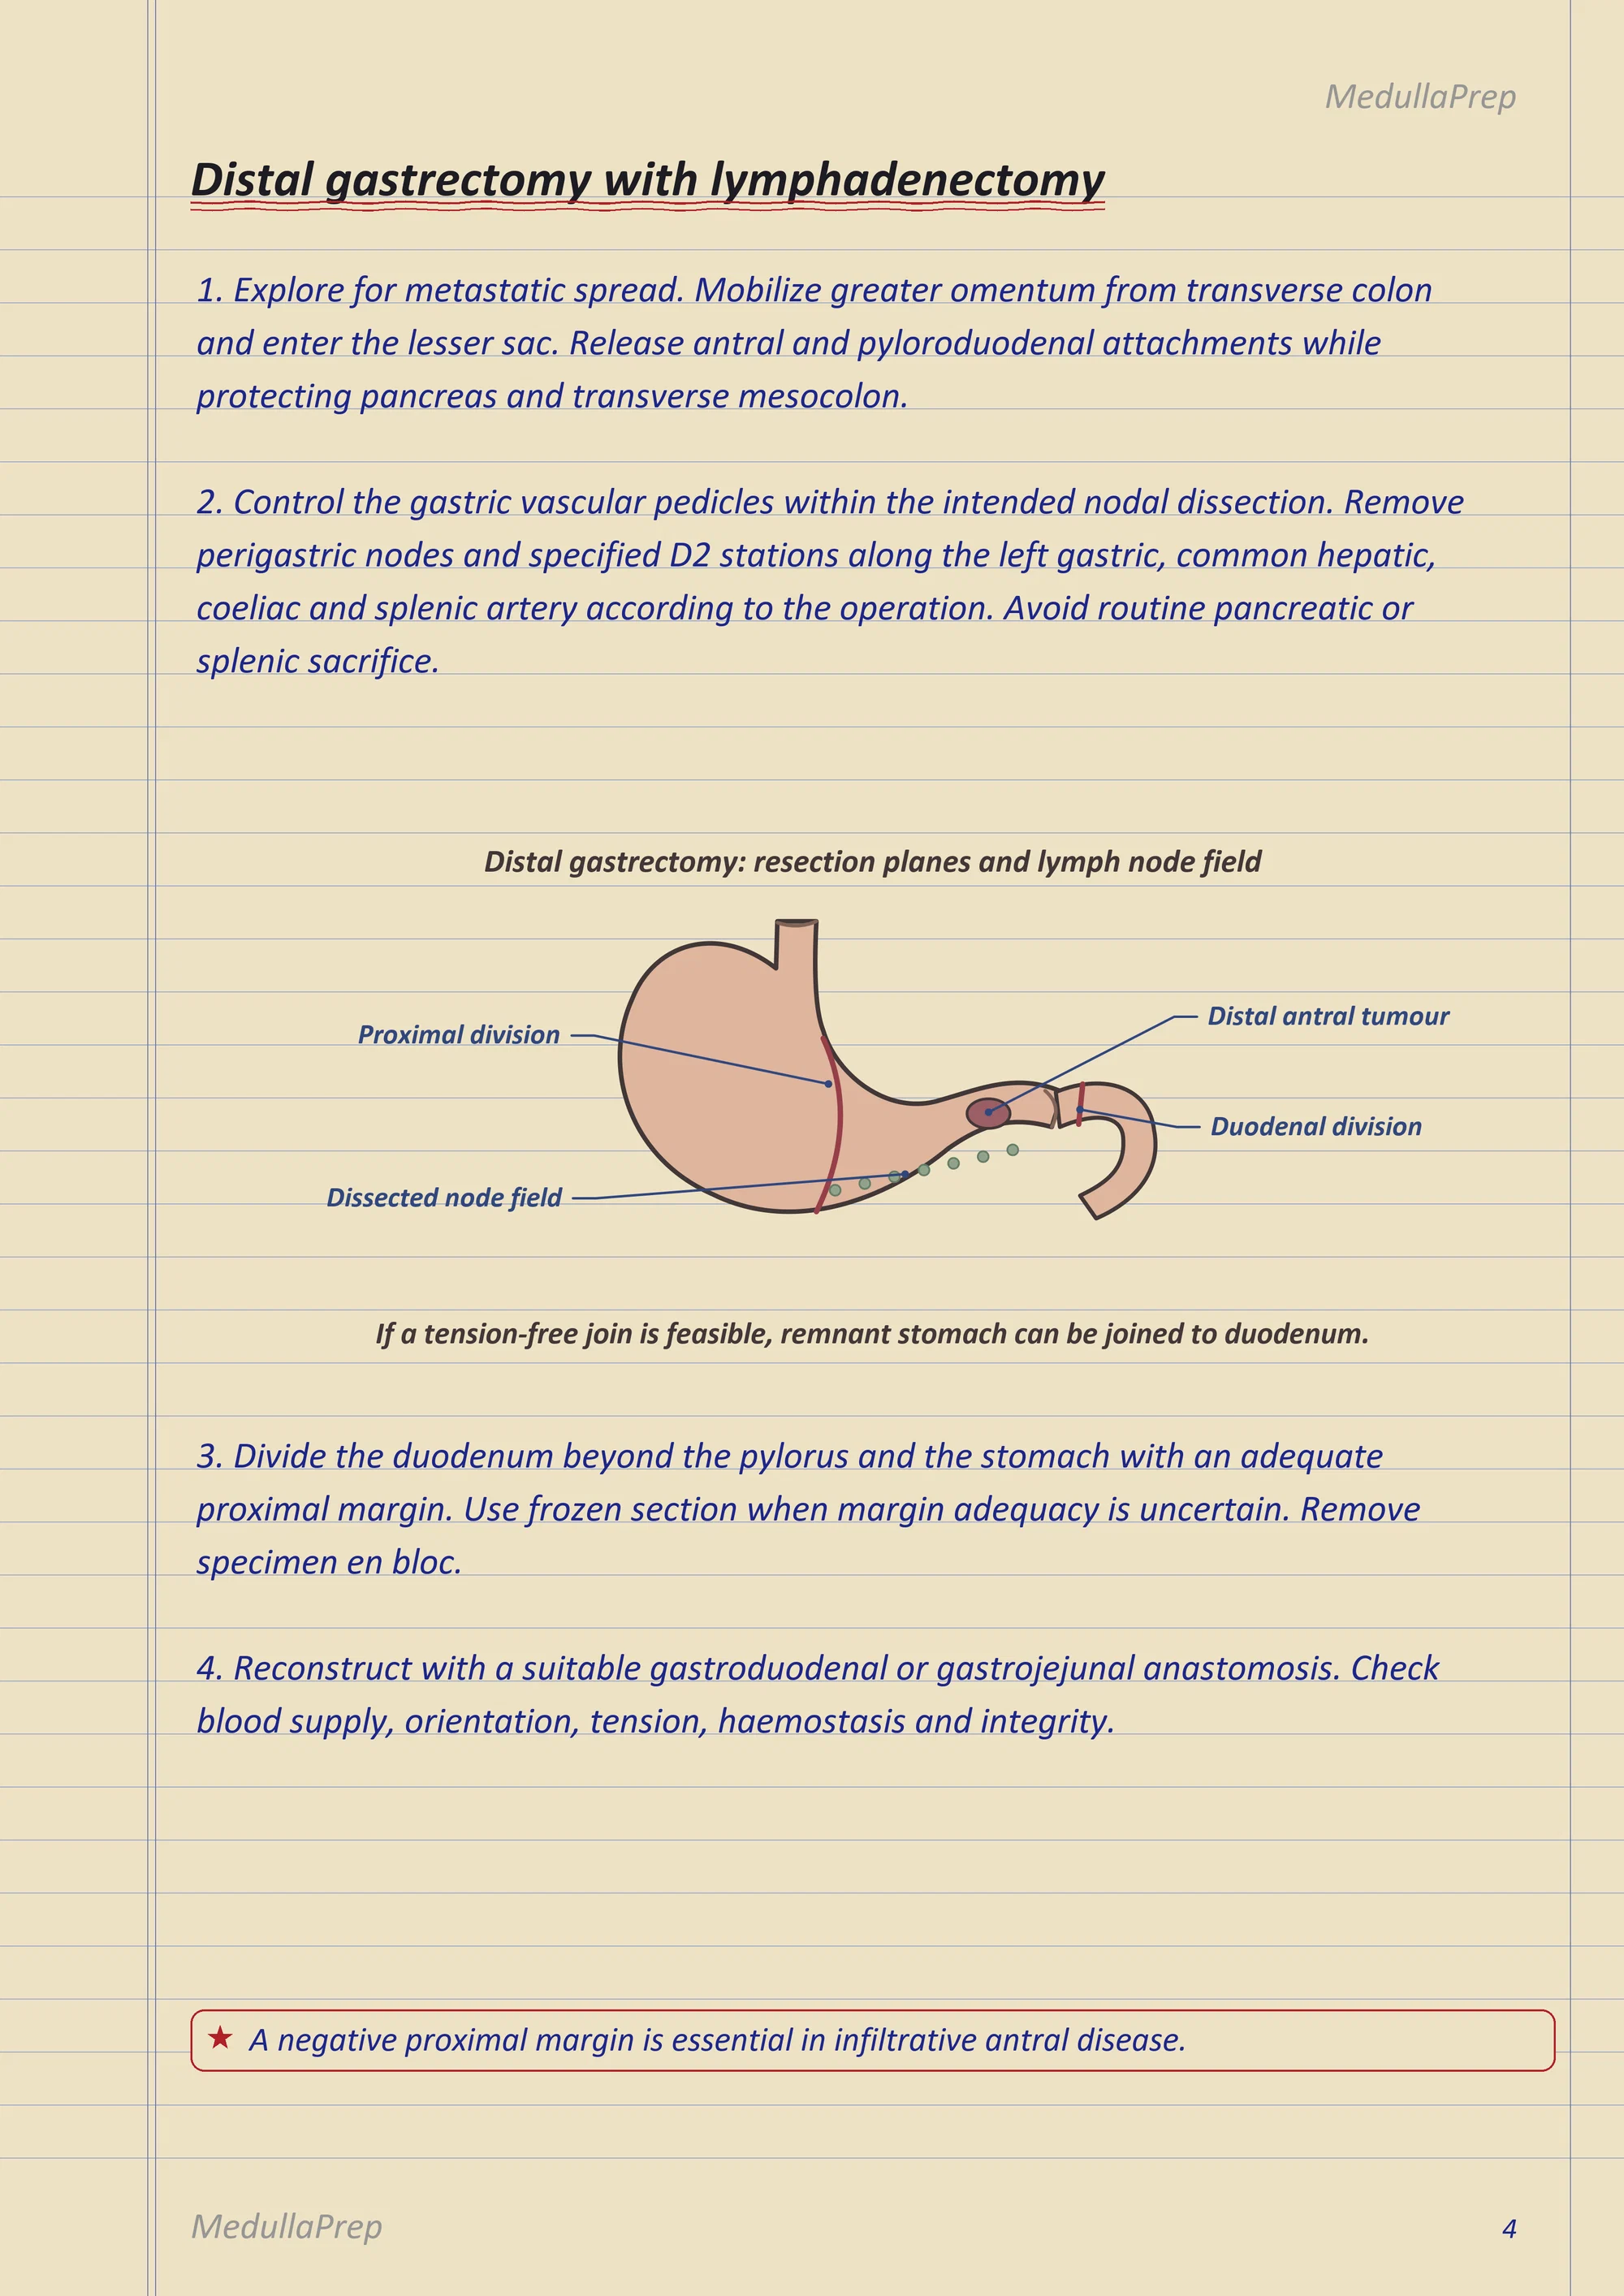 MedullaPrep
Distal gastrectomy with lymphadenectomy
1. Explore for metastatic spread. Mobilize greater omentum from transverse colon
and enter the lesser sac. Release antral and pyloroduodenal attachments while
protecting pancreas and transverse mesocolon.
2. Control the gastric vascular pedicles within the intended nodal dissection. Remove
perigastric nodes and specified D2 stations along the left gastric, common hepatic,
coeliac and splenic artery according to the operation. Avoid routine pancreatic or
splenic sacrifice.
Distal gastrectomy: resection planes and lymph node field
Distal antral tumour
Proximal division
Duodenal division
Dissected node field
If a tension-free join is feasible, remnant stomach can be joined to duodenum.
3. Divide the duodenum beyond the pylorus and the stomach with an adequate
proximal margin. Use frozen section when margin adequacy is uncertain. Remove
specimen en bloc.
4. Reconstruct with a suitable gastroduodenal or gastrojejunal anastomosis. Check
blood supply, orientation, tension, haemostasis and integrity.
★ A negative proximal margin is essential in infiltrative antral disease.
MedullaPrep
4